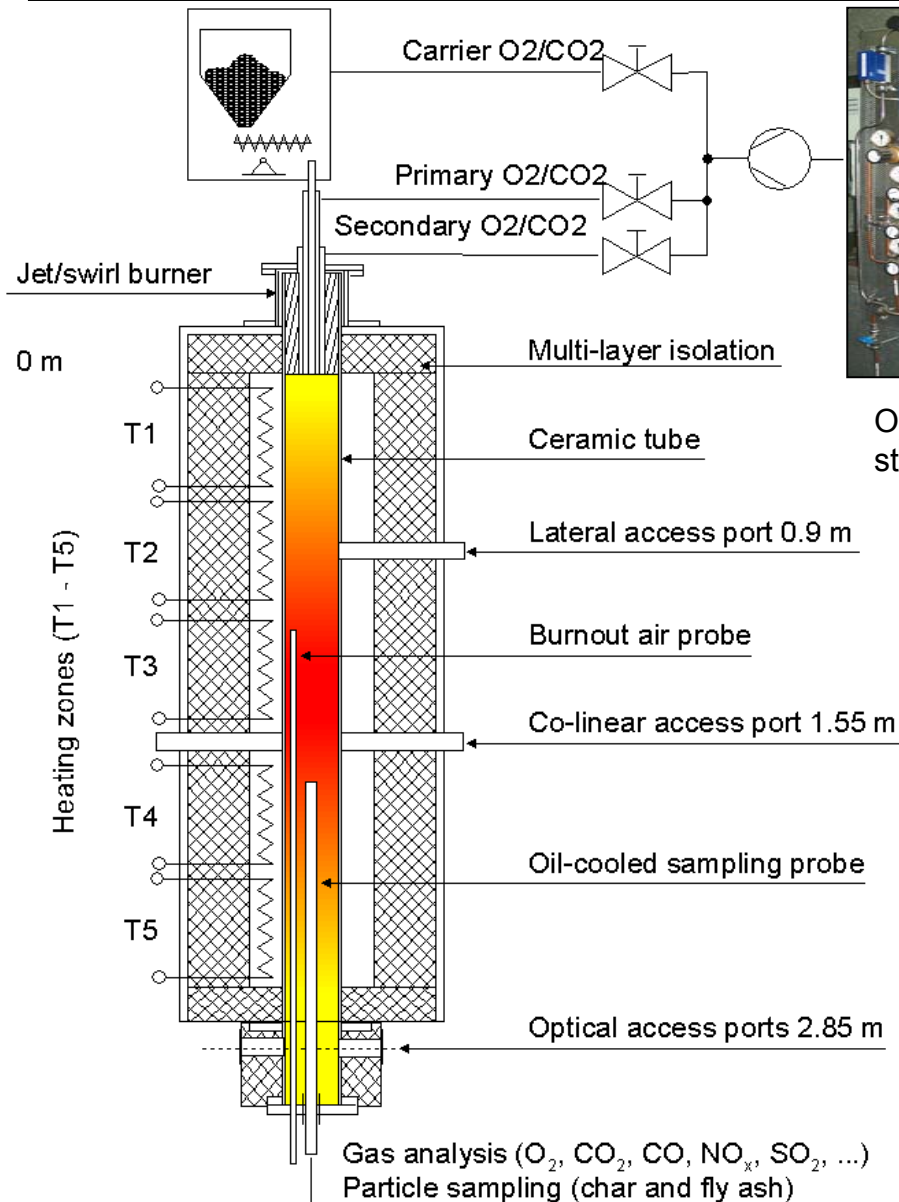 Carrier O2/CO2
Primary O2/CO2
Secondary O2/CO2
Jet/swirl burner
0 m
Multi-layer isolation
T1
Ceramic tube
T2
Lateral access port 0.9 m
Heating zones (T1 - T5)
T3
Burnout air probe
Co-linear access port 1.55 m
T4
Oil-cooled sampling probe
T5
Optical access ports 2.85 m
Gas analysis (O₂, CO₂, CO, NOₓ, SO₂, ...)
Particle sampling (char and fly ash)